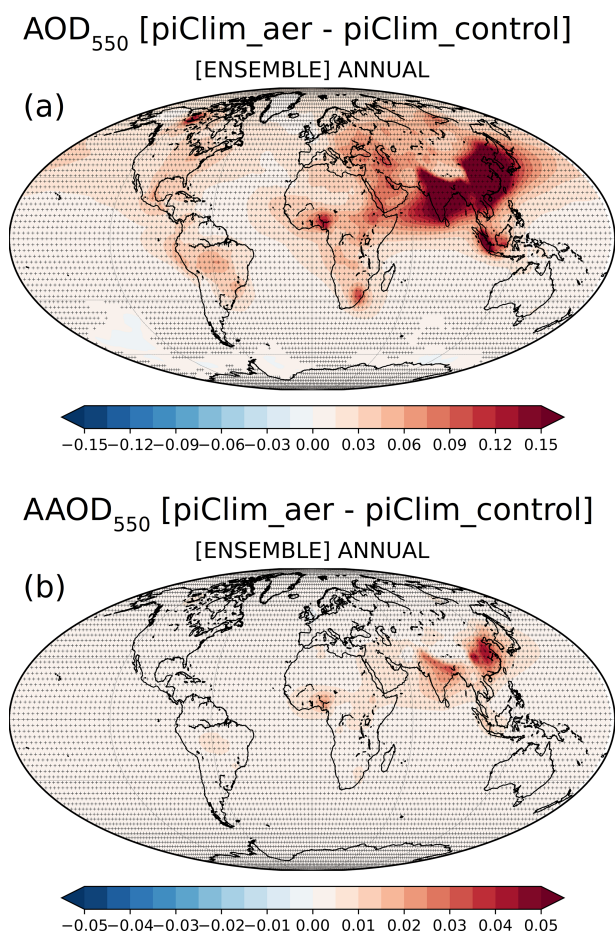 AOD₅₅₀ [piClim_aer - piClim_control]
[ENSEMBLE] ANNUAL
(a)
−0.15 −0.12 −0.09 −0.06 −0.03 0.00 0.03 0.06 0.09 0.12 0.15
AAOD₅₅₀ [piClim_aer - piClim_control]
[ENSEMBLE] ANNUAL
(b)
−0.05 −0.04 −0.03 −0.02 −0.01 0.00 0.01 0.02 0.03 0.04 0.05